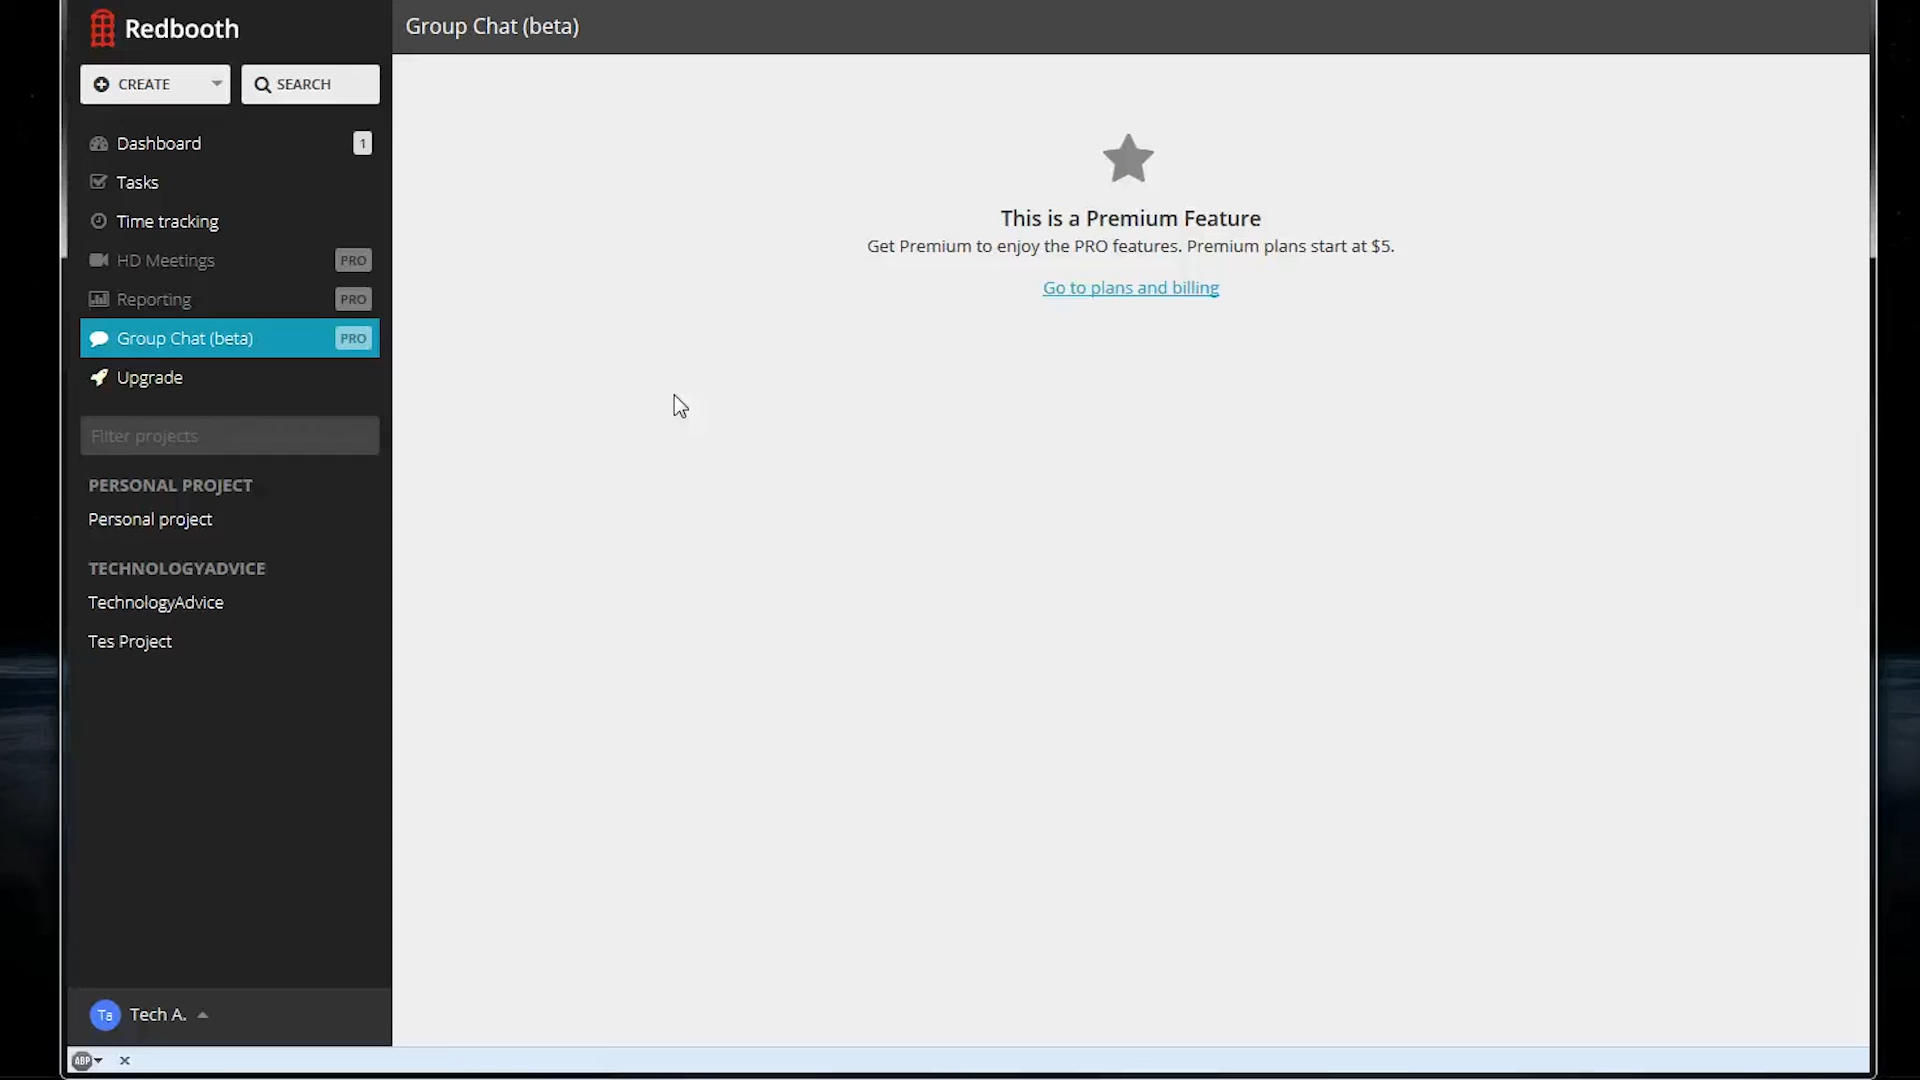 Redbooth
Group Chat (beta)
CREATE
SEARCH
Dashboard
1
Tasks
Time tracking
HD Meetings
PRO
Reporting
PRO
Group Chat (beta)
PRO
Upgrade
Filter projects
PERSONAL PROJECT
Personal project
TECHNOLOGYADVICE
TechnologyAdvice
Tes Project
This is a Premium Feature
Get Premium to enjoy the PRO features. Premium plans start at $5.
Go to plans and billing
Ta
Tech A.
ABP